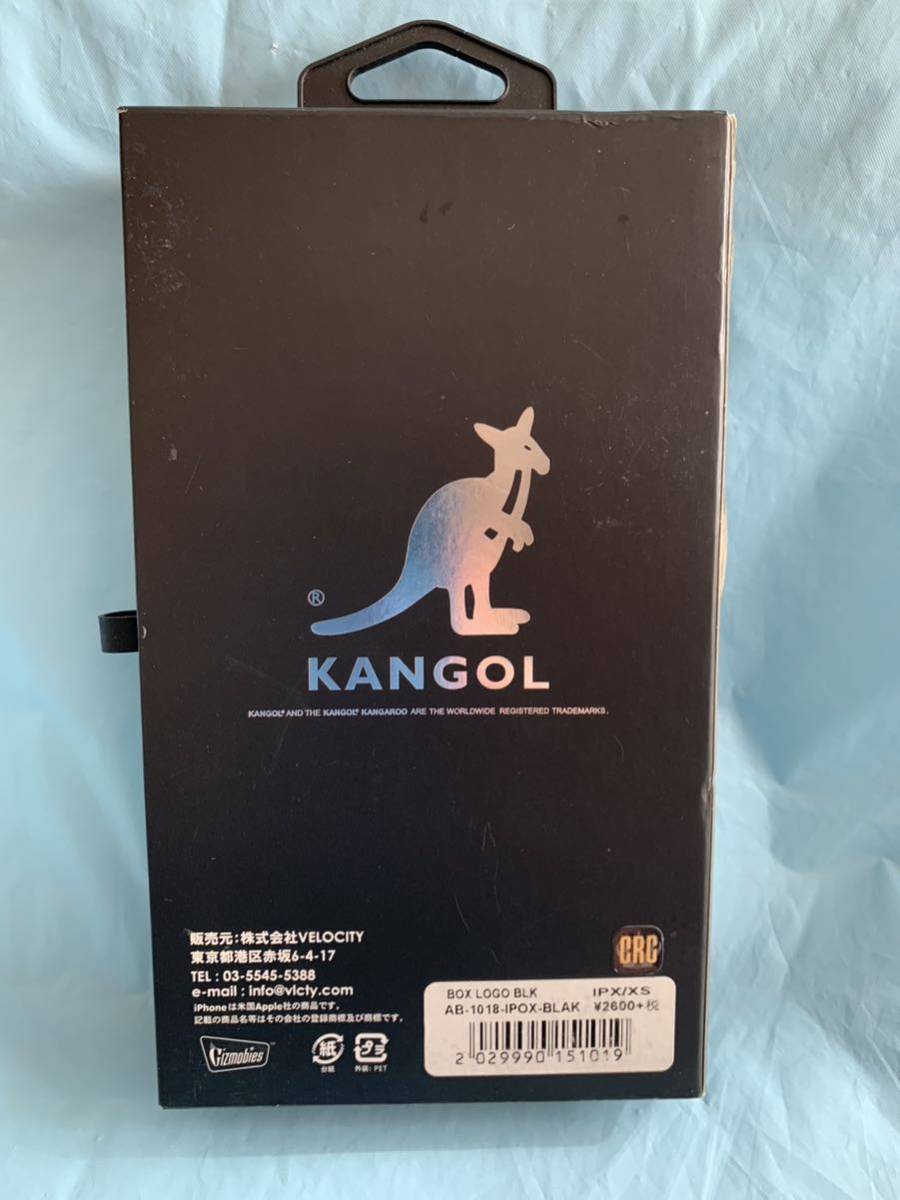 ®
KANGOL
KANGOL® AND THE KANGOL® KANGAROO ARE THE WORLDWIDE REGISTERED TRADEMARKS.
販売元:株式会社VELOCITY
東京都港区赤坂6-4-17
TEL : 03-5545-5388
e-mail : info@vlcty.com
iPhoneは米国Apple社の商品です。
記載の商品名等はその会社の登録商標及び商標です。
Gizmobies™
紙
台紙
プラ
外装: PET
CRG
BOX LOGO BLK IPX/XS
AB-1018-IPOX-BLAK ¥2600+税
2 029990 151019